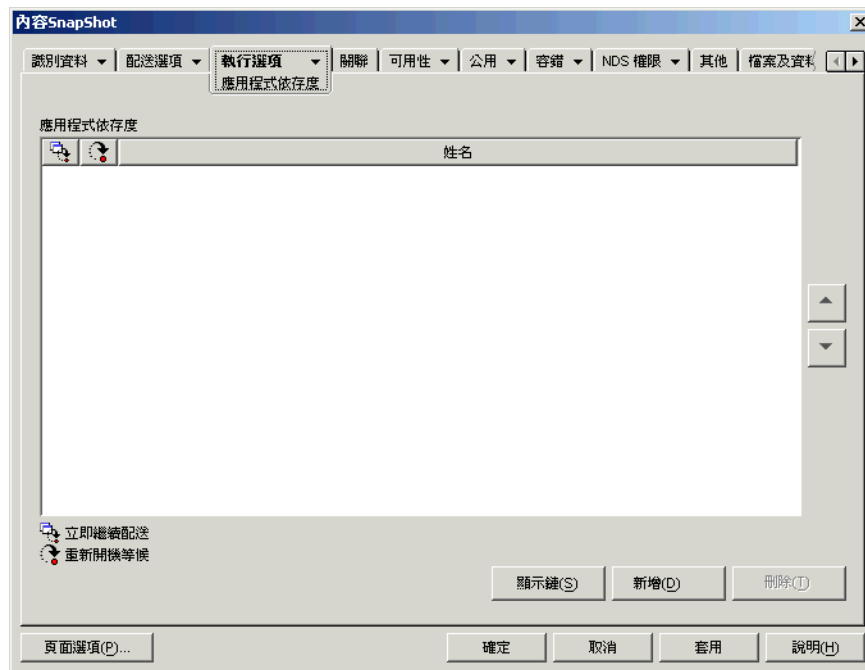 內容SnapShot
識別資料 配送選項 執行選項 關聯 可用性 公用 容錯 NDS 權限 其他 檔案及資料
應用程式依存度
應用程式依存度
姓名
立即繼續配送
重新開機等候
顯示鏈(S) 新增(D) 刪除(T)
頁面選項(P)... 確定 取消 套用 說明(H)